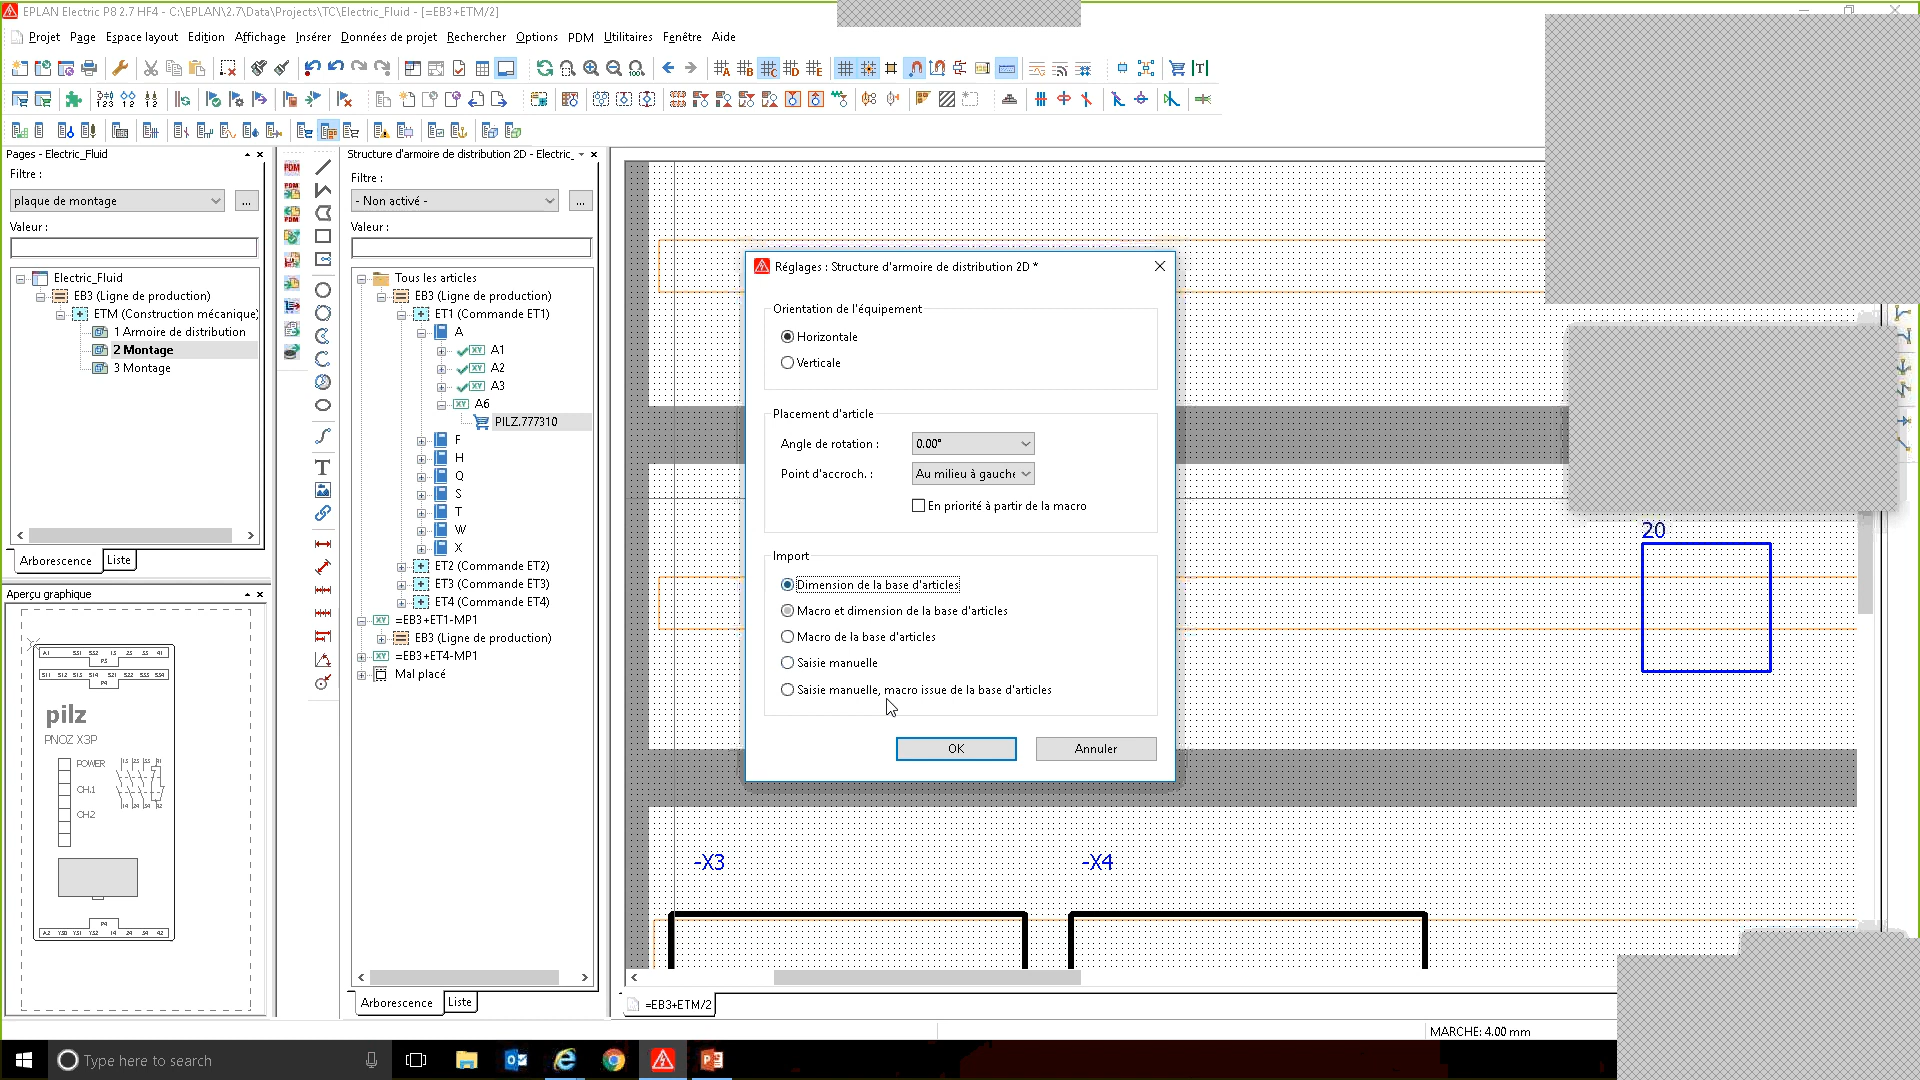 EPLAN Electric P8 2.7 HF4 - C:\EPLAN\2.7\Data\Projects\TC\Electric_Fluid - [=EB3+ETM/2]
Projet Page Espace layout Edition Affichage Insérer Données de projet Rechercher Options PDM Utilitaires Fenêtre Aide
Pages - Electric_Fluid
Filtre :
plaque de montage
...
Valeur :
Electric_Fluid
EB3 (Ligne de production)
ETM (Construction mécanique)
1 Armoire de distribution
2 Montage
3 Montage
Arborescence
Liste
Aperçu graphique
pilz
PNOZ X3P
POWER
CH.1
CH.2
Structure d'armoire de distribution 2D - Electric_
Filtre :
- Non activé -
...
Valeur :
Tous les articles
EB3 (Ligne de production)
ET1 (Commande ET1)
A
A1
A2
A3
A6
PILZ.777310
F
H
Q
S
T
W
X
ET2 (Commande ET2)
ET3 (Commande ET3)
ET4 (Commande ET4)
=EB3+ET1-MP1
EB3 (Ligne de production)
=EB3+ET4-MP1
Mal placé
Arborescence
Liste
Réglages : Structure d'armoire de distribution 2D *
Orientation de l'équipement
Horizontale
Verticale
Placement d'article
Angle de rotation :
0.00°
Point d'accroch. :
Au milieu à gauche
En priorité à partir de la macro
Import
Dimension de la base d'articles
Macro et dimension de la base d'articles
Macro de la base d'articles
Saisie manuelle
Saisie manuelle, macro issue de la base d'articles
OK
Annuler
20
-X3
-X4
=EB3+ETM/2
MARCHE: 4.00 mm
Type here to search